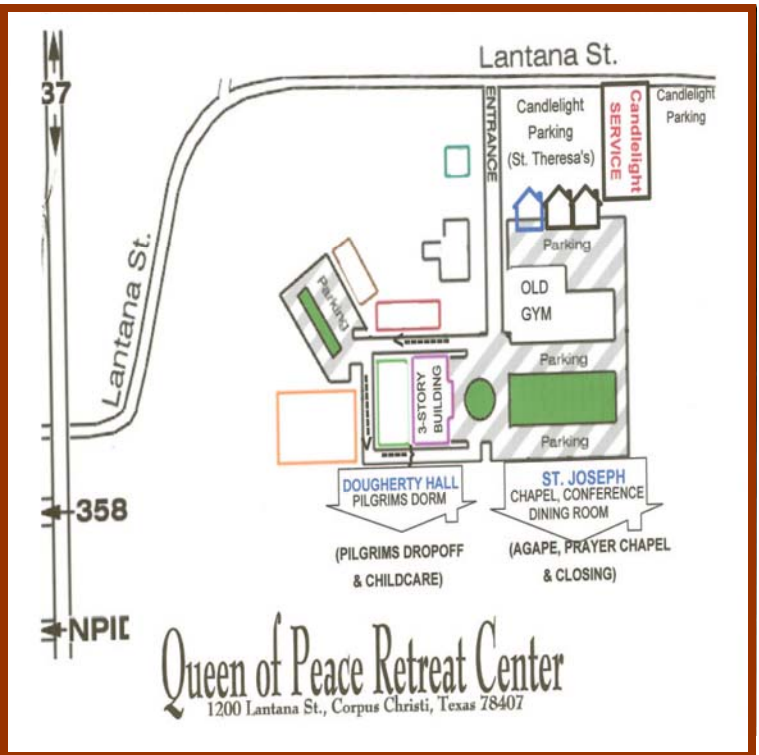 Lantana St.
37
ENTRANCE
Candlelight
Parking
(St. Theresa's)
Candlelight
SERVICE
Candlelight
Parking
Lantana St.
Parking
Parking
OLD
GYM
Parking
3-STORY
BUILDING
Parking
DOUGHERTY HALL
PILGRIMS DORM
ST. JOSEPH
CHAPEL, CONFERENCE
DINING ROOM
358
(PILGRIMS DROPOFF
& CHILDCARE)
(AGAPE, PRAYER CHAPEL
& CLOSING)
NPID
Queen of Peace Retreat Center
1200 Lantana St., Corpus Christi, Texas 78407